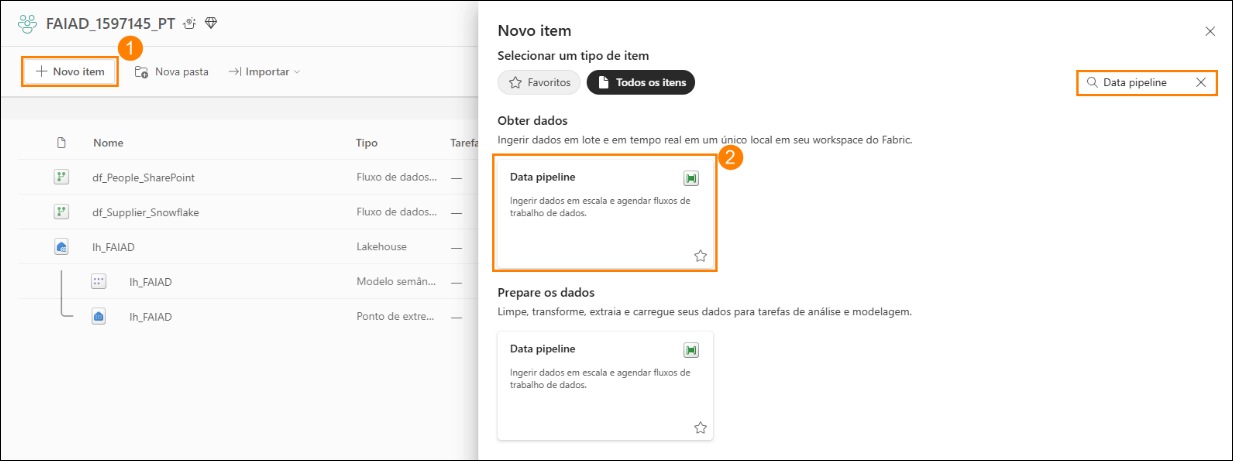 FAIAD_1597145_PT
1
Novo item
Nova pasta
Importar
Nome
Tipo
Tarefa
df_People_SharePoint
Fluxo de dados...
—
df_Supplier_Snowflake
Fluxo de dados...
—
lh_FAIAD
Lakehouse
—
lh_FAIAD
Modelo semân...
—
lh_FAIAD
Ponto de extre...
—
Novo item
Selecionar um tipo de item
Favoritos
Todos os itens
Data pipeline
Obter dados
Ingerir dados em lote e em tempo real em um único local em seu workspace do Fabric.
2
Data pipeline
Ingerir dados em escala e agendar fluxos de
trabalho de dados.
Prepare os dados
Limpe, transforme, extraia e carregue seus dados para tarefas de análise e modelagem.
Data pipeline
Ingerir dados em escala e agendar fluxos de
trabalho de dados.